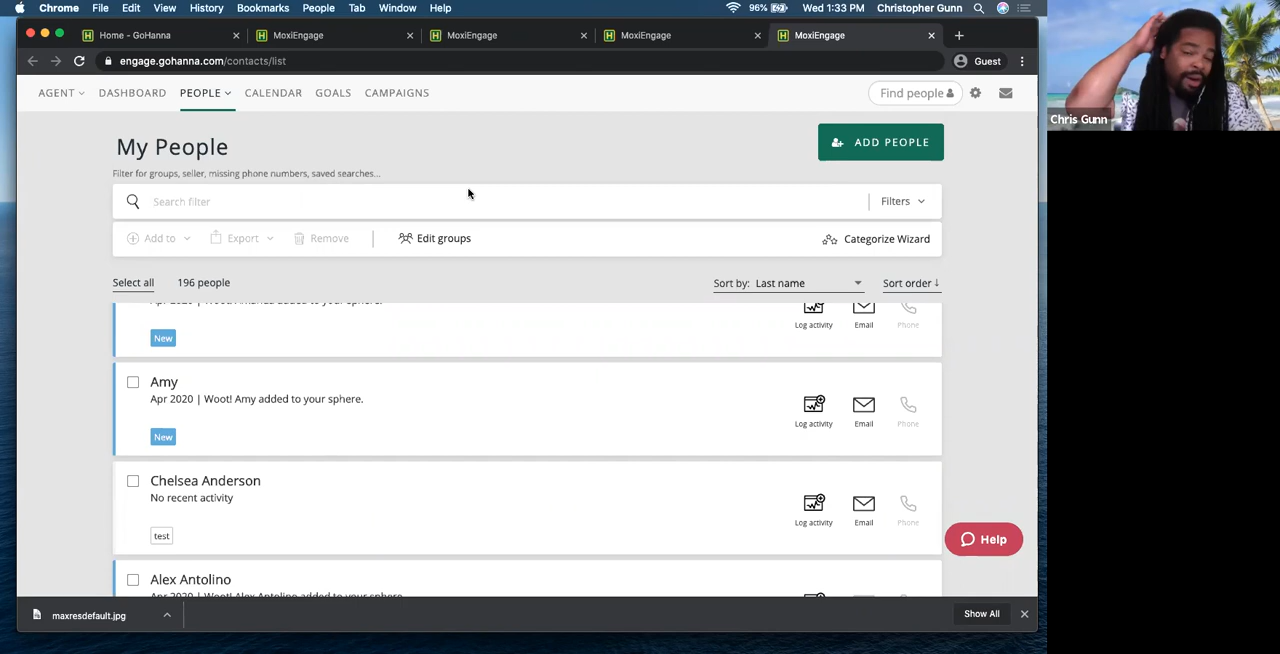 Chrome File Edit View History Bookmarks People Tab Window Help 96% Wed 1:33 PM Christopher Gunn
Home - GoHanna MoxiEngage MoxiEngage MoxiEngage MoxiEngage
engage.gohanna.com/contacts/list Guest
AGENT DASHBOARD PEOPLE CALENDAR GOALS CAMPAIGNS Find people
Chris Gunn
My People ADD PEOPLE
Filter for groups, seller, missing phone numbers, saved searches...
Search filter Filters
Add to Export Remove Edit groups Categorize Wizard
Select all 196 people Sort by: Last name Sort order
Apr 2020 | Woot! Amanda added to your sphere.
Log activity Email Phone
New
Amy
Apr 2020 | Woot! Amy added to your sphere.
Log activity Email Phone
New
Chelsea Anderson
No recent activity
Log activity Email Phone
test
Help
Alex Antolino
Apr 2020 | Woot! Alex Antolino added to your sphere.
maxresdefault.jpg Show All